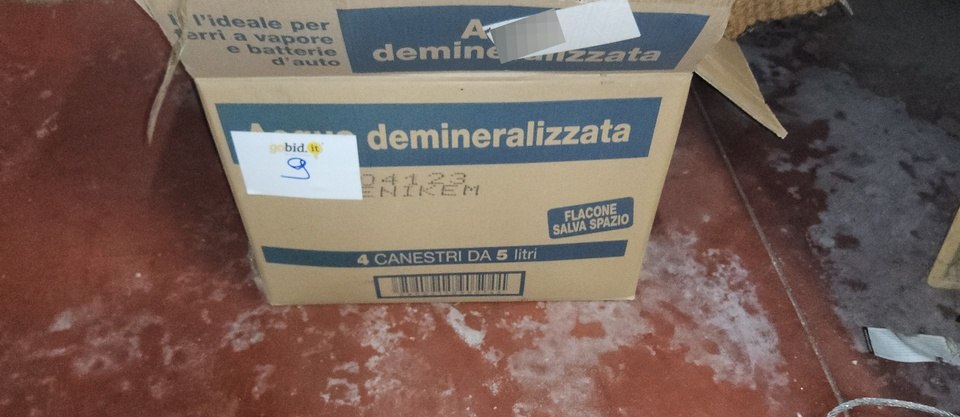 l'ideale per
ferri a vapore
e batterie
d'auto
demineralizzata
Acqua demineralizzata
gobid.it
9
04123
ENIKEM
FLACONE
SALVA SPAZIO
4 CANESTRI DA 5 litri